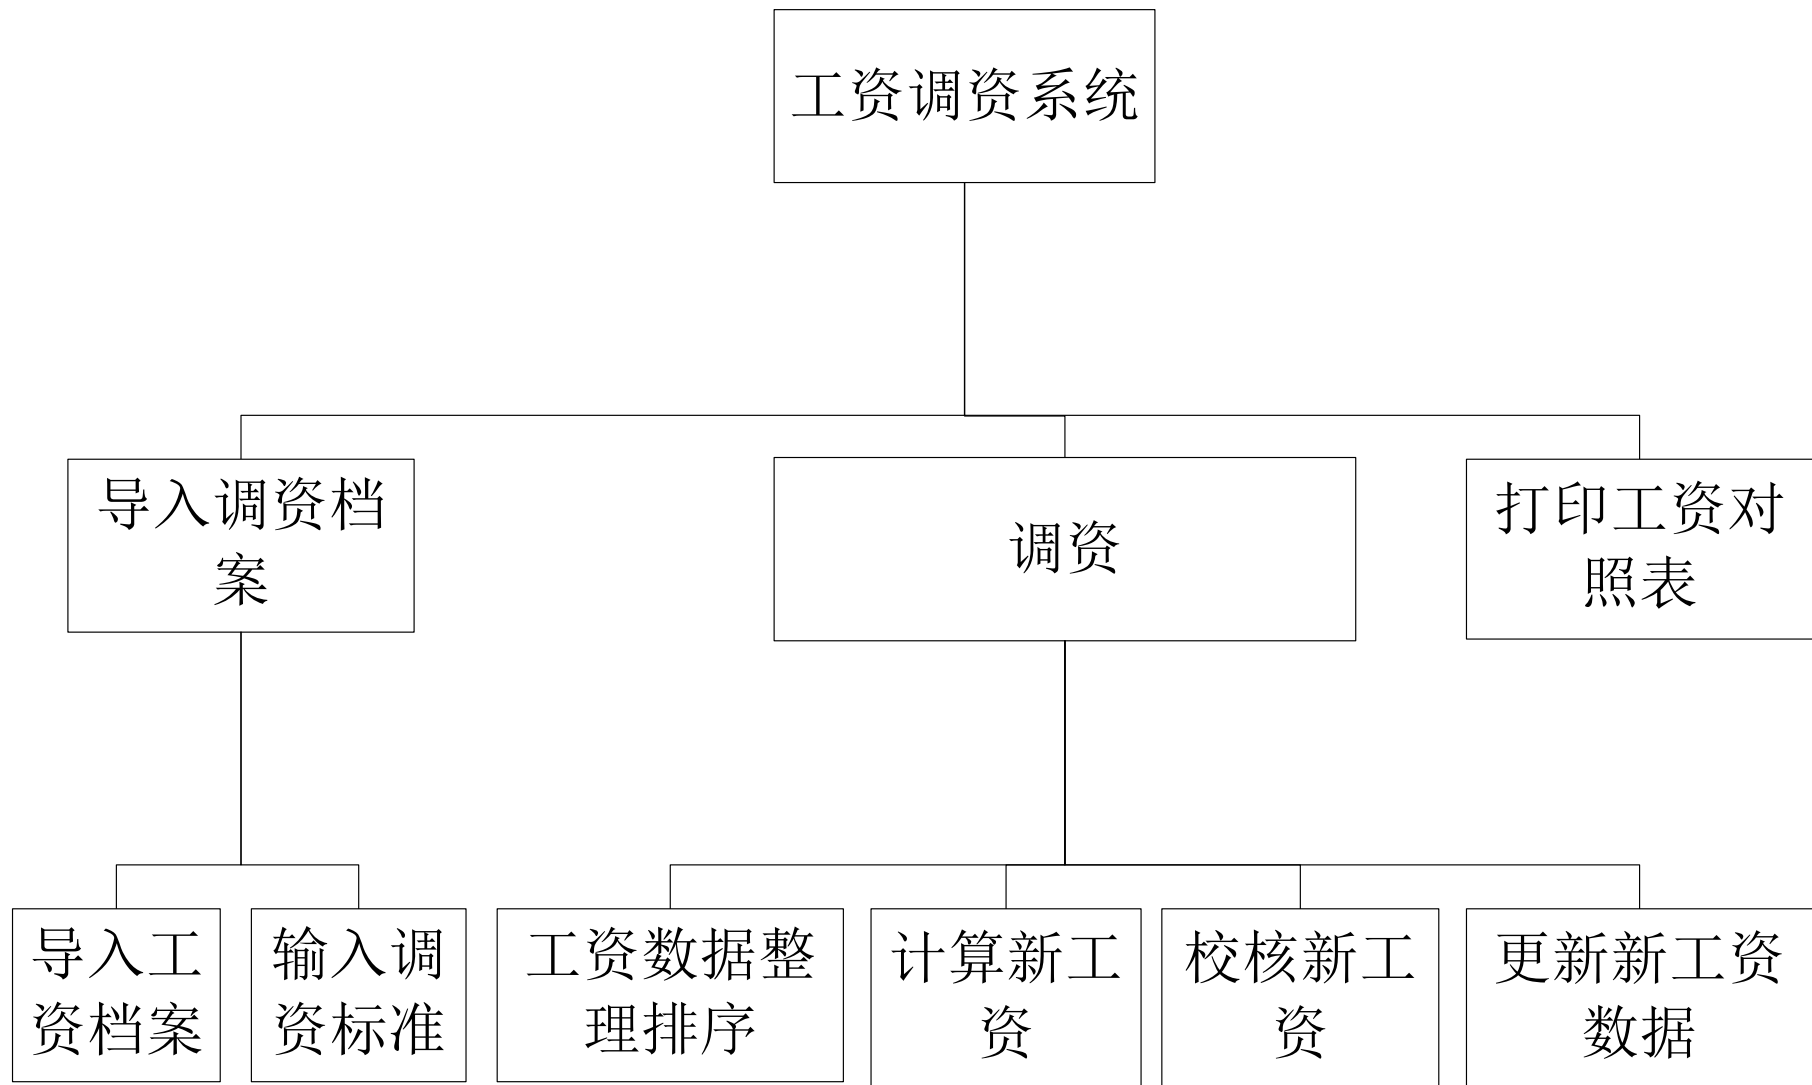 工资调资系统
导入调资档
案
调资
打印工资对
照表
导入工
资档案
输入调
资标准
工资数据整
理排序
计算新工
资
校核新工
资
更新新工资
数据